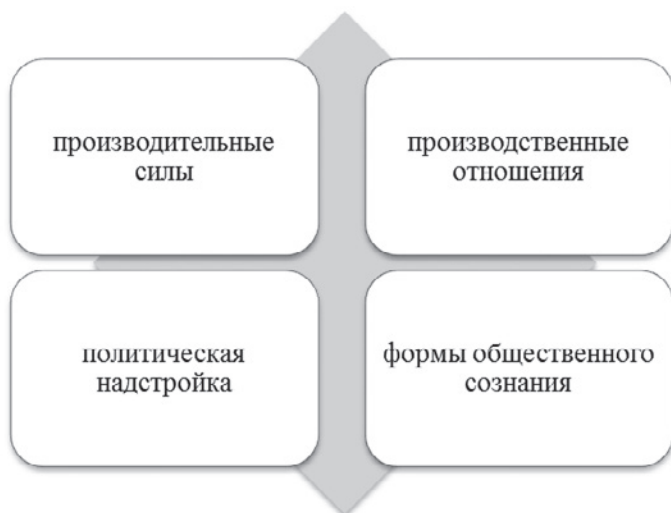 производительные
силы
производственные
отношения
политическая
надстройка
формы общественного
сознания